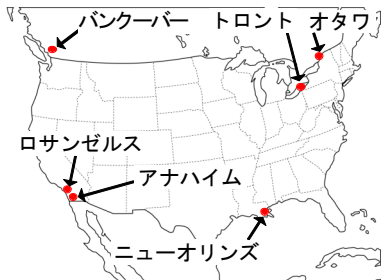 バンクーバー
トロント
オタワ
ロサンゼルス
アナハイム
ニューオリンズ